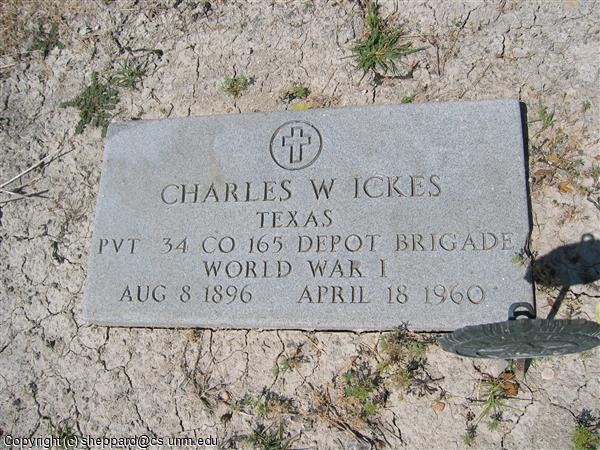 CHARLES W ICKES
TEXAS
PVT 34 CO 165 DEPOT BRIGADE
WORLD WAR I
AUG 8 1896 APRIL 18 1960
Copyright (c) sheppard@cs.unm.edu